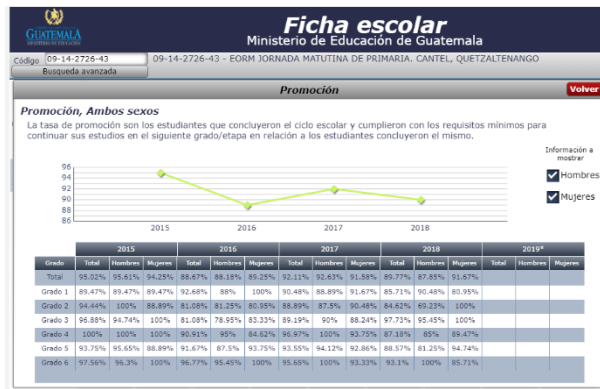 GUATEMALA
MINISTERIO DE EDUCACIÓN
Ficha escolar
Ministerio de Educación de Guatemala
Código 09-14-2726-43 09-14-2726-43 - EORM JORNADA MATUTINA DE PRIMARIA. CANTEL, QUETZALTENANGO
Busqueda avanzada
Promoción Volver
Promoción, Ambos sexos
La tasa de promoción son los estudiantes que concluyeron el ciclo escolar y cumplieron con los requisitos mínimos para
continuar sus estudios en el siguiente grado/etapa en relación a los estudiantes concluyeron el mismo.
Información a
mostrar
Hombres
Mujeres
96
94
92
90
88
86
2015 2016 2017 2018
2015 2016 2017 2018 2019*
Grado Total Hombres Mujeres Total Hombres Mujeres Total Hombres Mujeres Total Hombres Mujeres Total Hombres Mujeres
Total 95.02% 95.61% 94.25% 88.67% 88.18% 89.25% 92.11% 92.63% 91.58% 89.77% 87.85% 91.67%
Grado 1 89.47% 89.47% 89.47% 92.68% 88% 100% 90.48% 88.89% 91.67% 85.71% 90.48% 80.95%
Grado 2 94.44% 100% 88.89% 81.08% 81.25% 80.95% 88.89% 87.5% 90.48% 84.62% 69.23% 100%
Grado 3 96.88% 94.74% 100% 81.08% 78.95% 83.33% 89.19% 90% 88.24% 97.73% 95.45% 100%
Grado 4 100% 100% 100% 90.91% 95% 84.62% 96.97% 100% 93.75% 87.18% 85% 89.47%
Grado 5 93.75% 95.65% 88.89% 91.67% 87.5% 93.75% 93.55% 94.12% 92.86% 88.57% 81.25% 94.74%
Grado 6 97.56% 96.3% 100% 96.77% 95.45% 100% 95.65% 100% 93.33% 93.1% 100% 85.71%